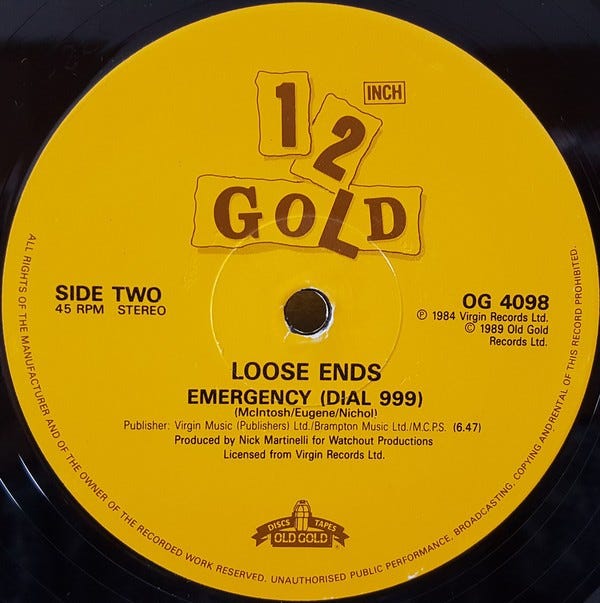 12 INCH
GOLD
SIDE TWO
45 RPM STEREO
OG 4098
℗ 1984 Virgin Records Ltd.
© 1989 Old Gold
Records Ltd.
LOOSE ENDS
EMERGENCY (DIAL 999)
(McIntosh/Eugene/Nichol)
Publisher: Virgin Music (Publishers) Ltd./Brampton Music Ltd./M.C.P.S. (6.47)
Produced by Nick Martinelli for Watchout Productions
Licensed from Virgin Records Ltd.
DISCS TAPES
OLD GOLD
ALL RIGHTS OF THE MANUFACTURER AND OF THE OWNER OF THE RECORDED WORK RESERVED. UNAUTHORISED PUBLIC PERFORMANCE, BROADCASTING, COPYING AND RENTAL OF THIS RECORD PROHIBITED.